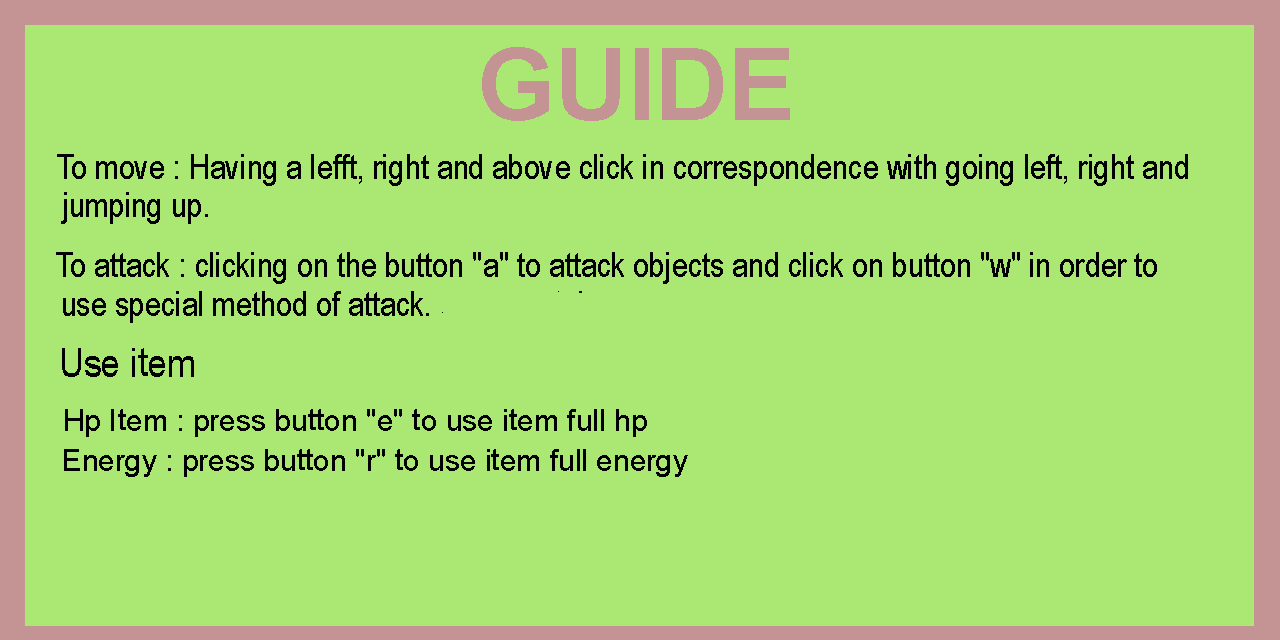 GUIDE
To move : Having a lefft, right and above click in correspondence with going left, right and
jumping up.
To attack : clicking on the button "a" to attack objects and click on button "w" in order to
use special method of attack.
Use item
Hp Item : press button "e" to use item full hp
Energy : press button "r" to use item full energy